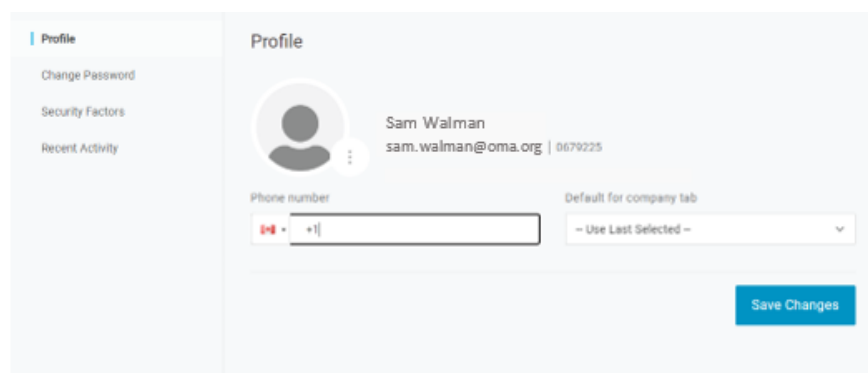 Profile
Change Password
Security Factors
Recent Activity
Profile
Sam Walman
sam.walman@oma.org | 0679225
Phone number
+1
Default for company tab
-- Use Last Selected --
Save Changes